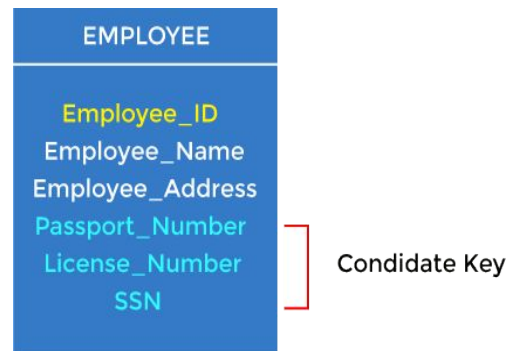 EMPLOYEE
Employee_ID
Employee_Name
Employee_Address
Passport_Number
License_Number
SSN
Condidate Key